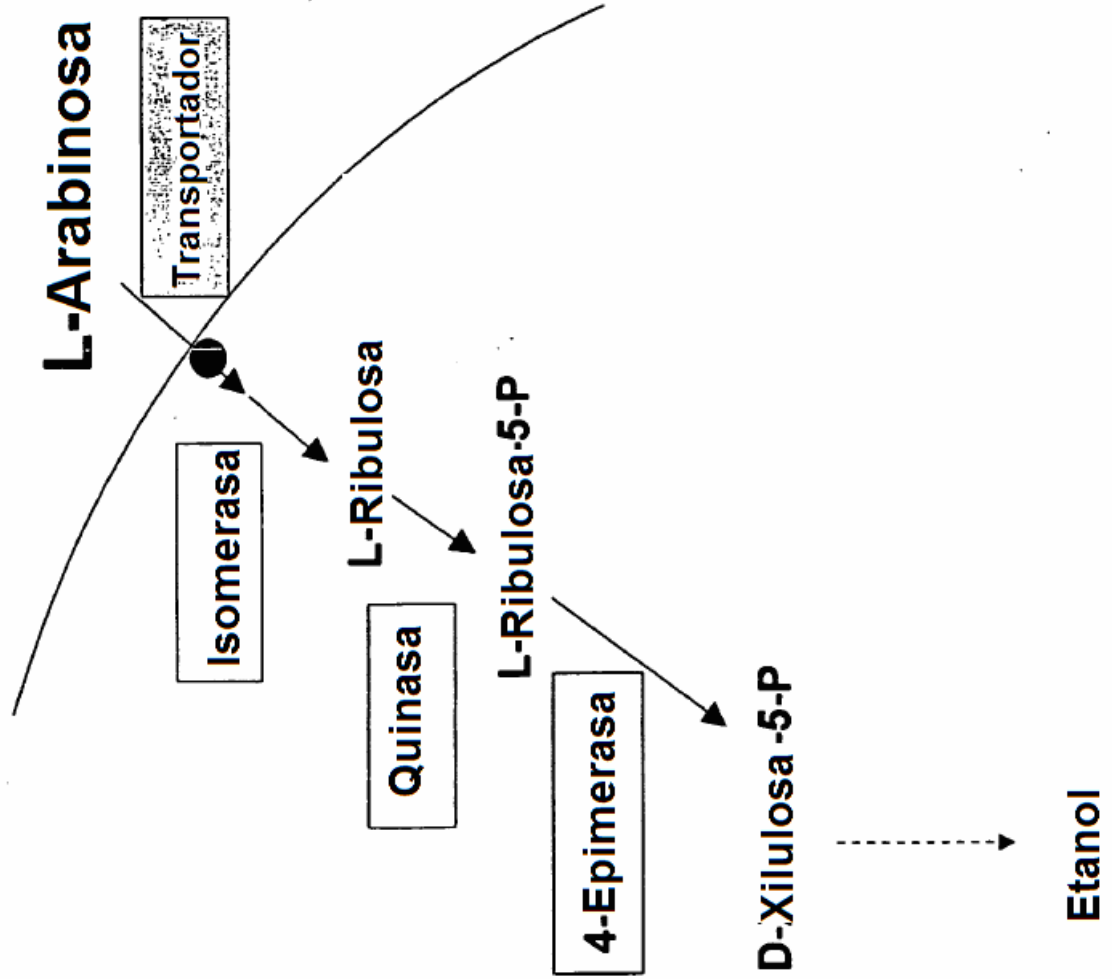 L-Arabinosa
Transportador
Isomerasa
L-Ribulosa
Quinasa
L-Ribulosa-5-P
4-Epimerasa
D-Xilulosa -5-P
Etanol